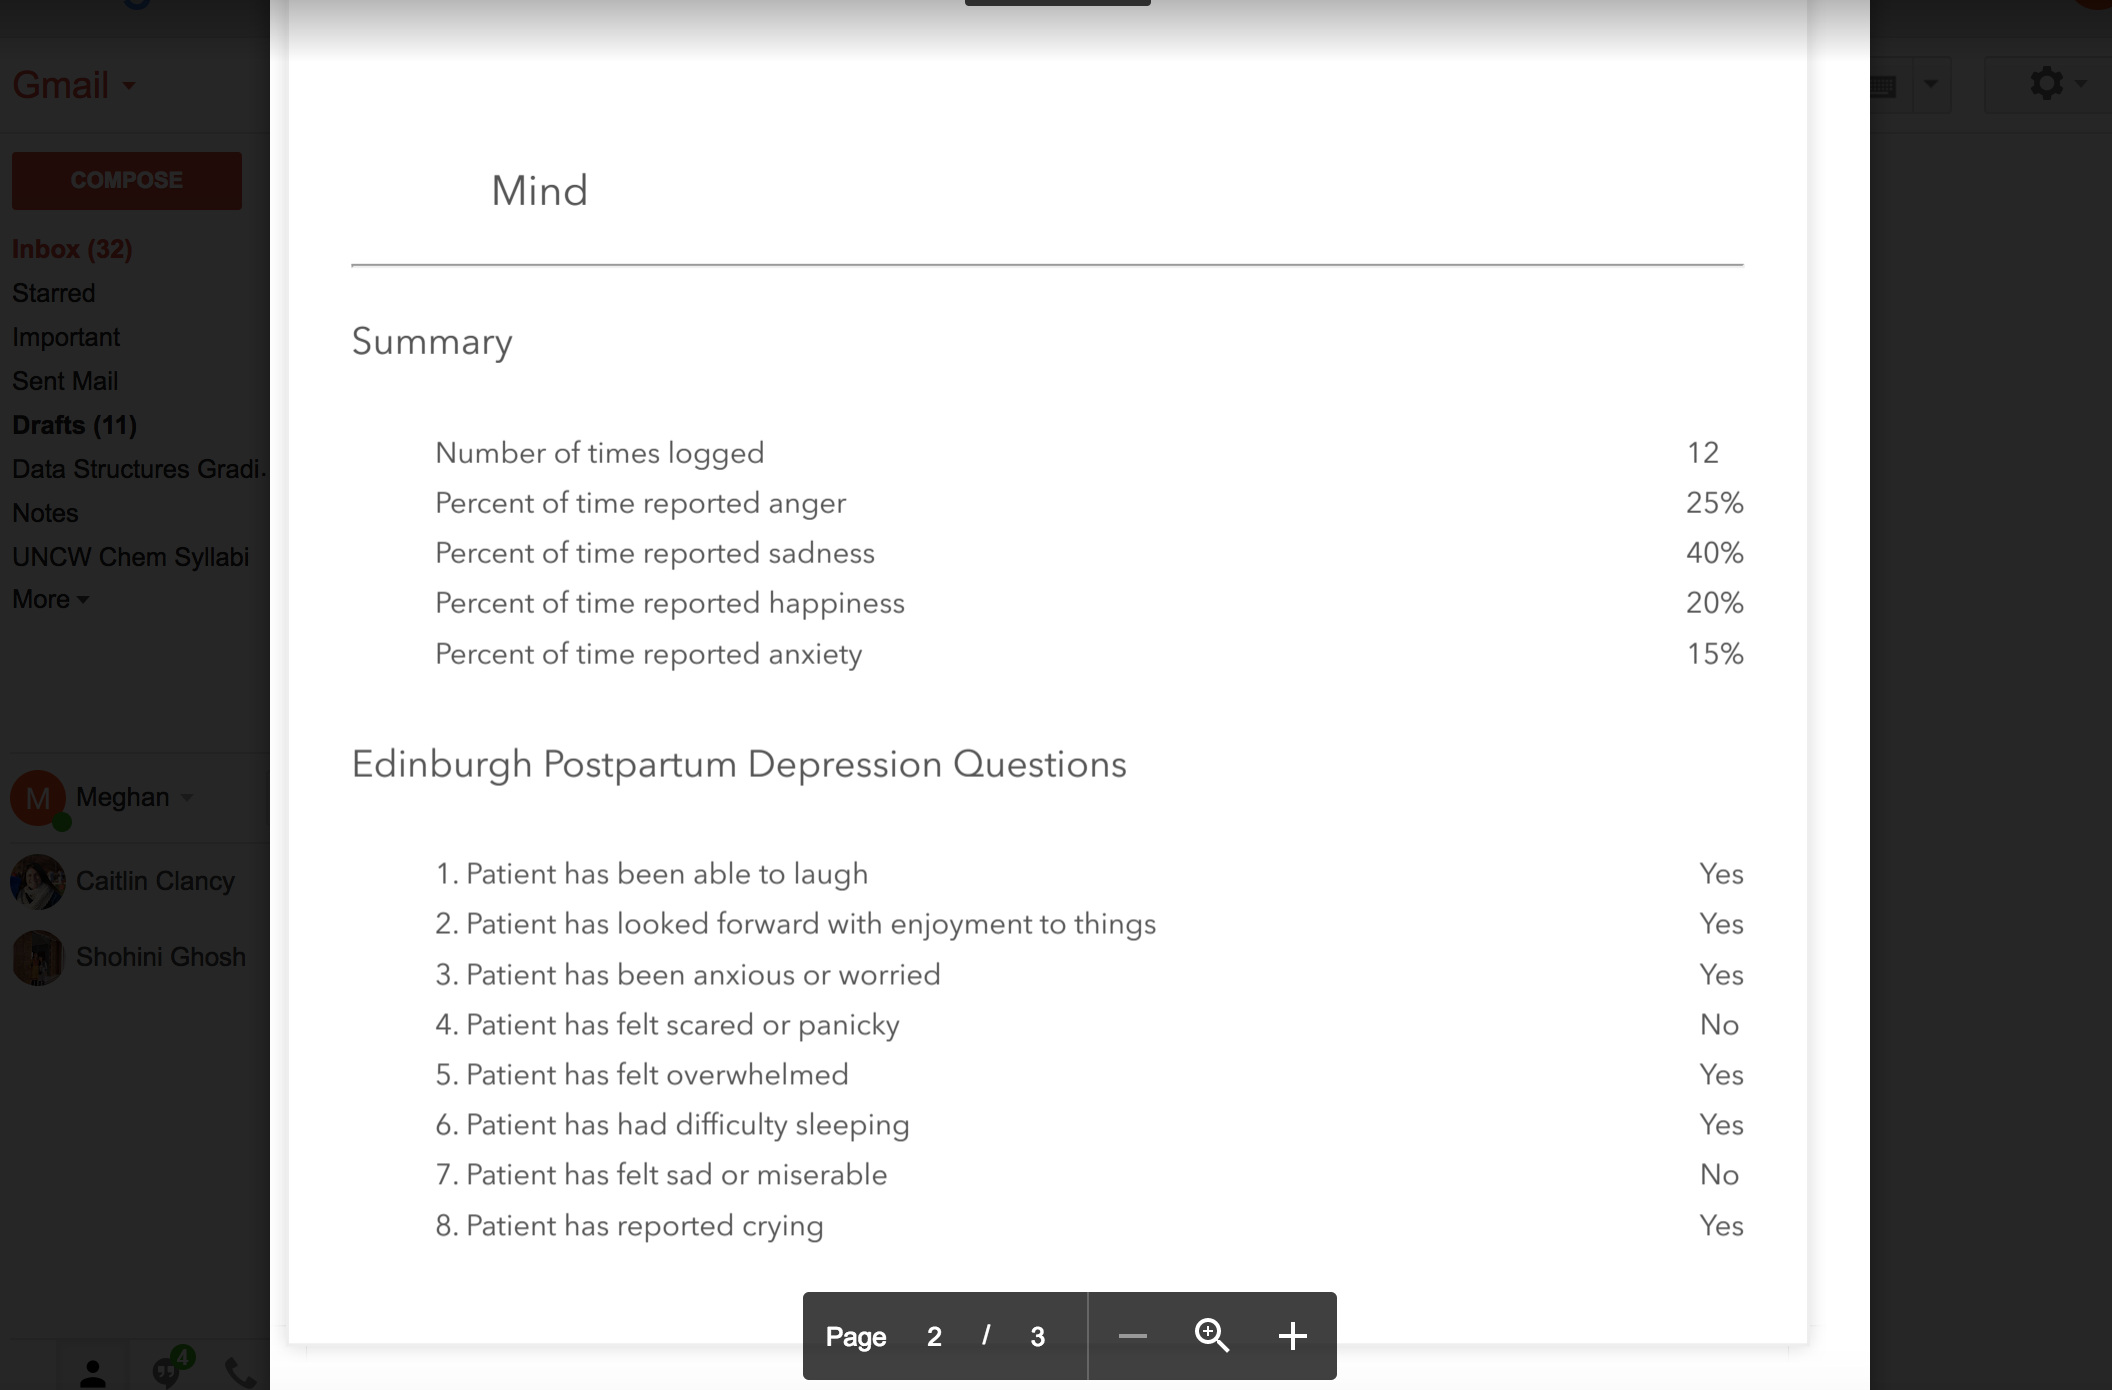 Gmail
COMPOSE
Inbox (32)
Starred
Important
Sent Mail
Drafts (11)
Data Structures Gradi.
Notes
UNCW Chem Syllabi
More
M Meghan
Caitlin Clancy
Shohini Ghosh
4
Mind
Summary
Number of times logged 12
Percent of time reported anger 25%
Percent of time reported sadness 40%
Percent of time reported happiness 20%
Percent of time reported anxiety 15%
Edinburgh Postpartum Depression Questions
1. Patient has been able to laugh Yes
2. Patient has looked forward with enjoyment to things Yes
3. Patient has been anxious or worried Yes
4. Patient has felt scared or panicky No
5. Patient has felt overwhelmed Yes
6. Patient has had difficulty sleeping Yes
7. Patient has felt sad or miserable No
8. Patient has reported crying Yes
Page 2 / 3